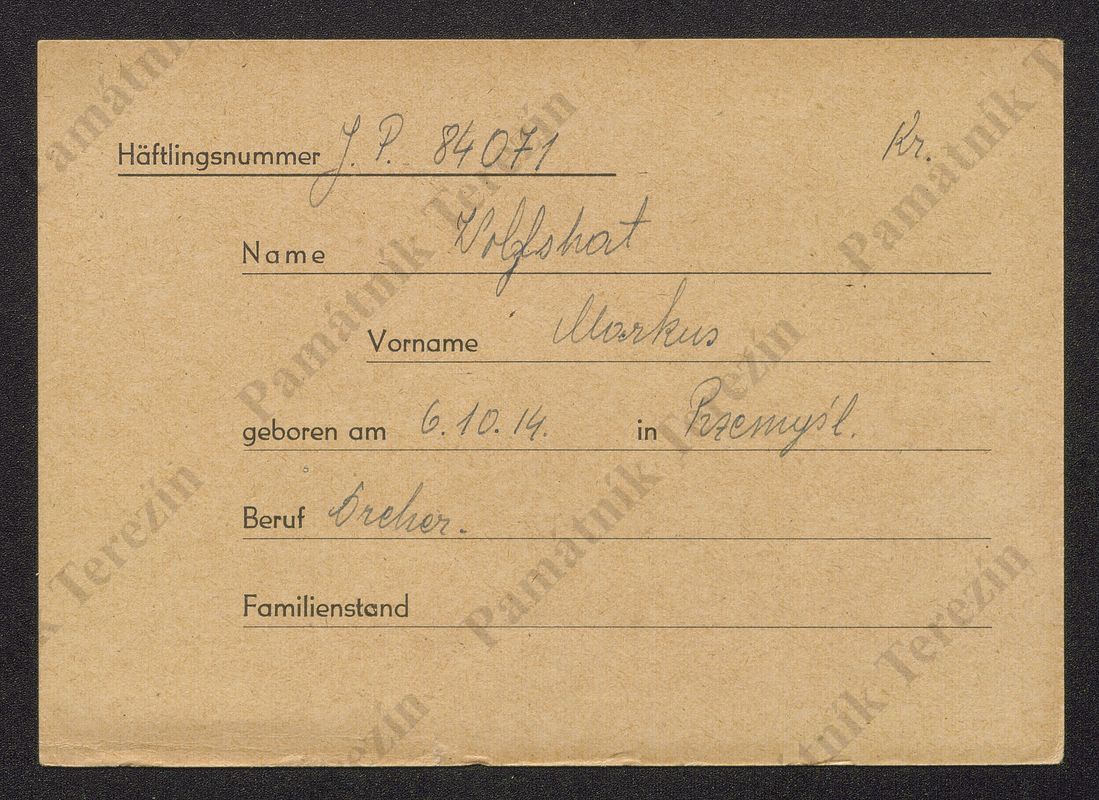 Häftlingsnummer J. P. 84071 Kr.
Name Wolfshat
Vorname Markus
geboren am 6.10.14. in Przemyśl.
Beruf Dreher.
Familienstand
Památník Terezín